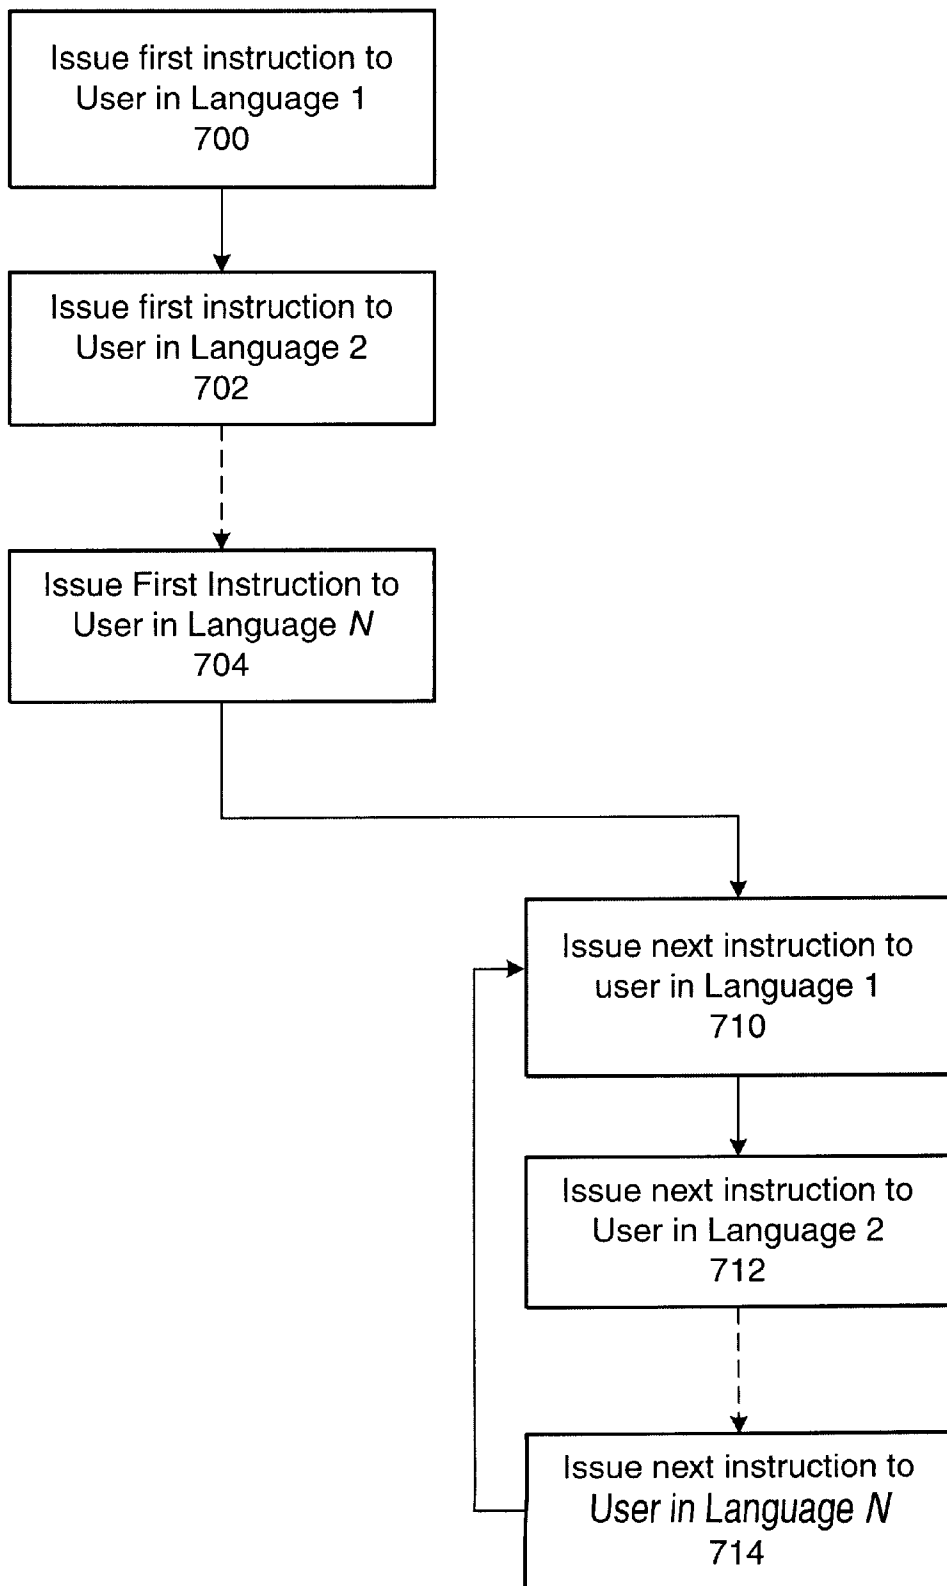 Issue first instruction to
User in Language 1
700
Issue first instruction to
User in Language 2
702
Issue First Instruction to
User in Language N
704
Issue next instruction to
user in Language 1
710
Issue next instruction to
User in Language 2
712
Issue next instruction to
User in Language N
714